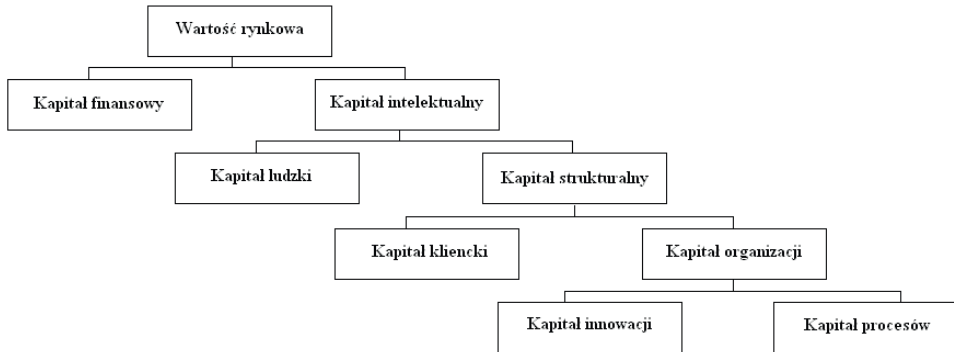 Wartość rynkowa
Kapitał finansowy
Kapitał intelektualny
Kapitał ludzki
Kapitał strukturalny
Kapitał kliencki
Kapitał organizacji
Kapitał innowacji
Kapitał procesów